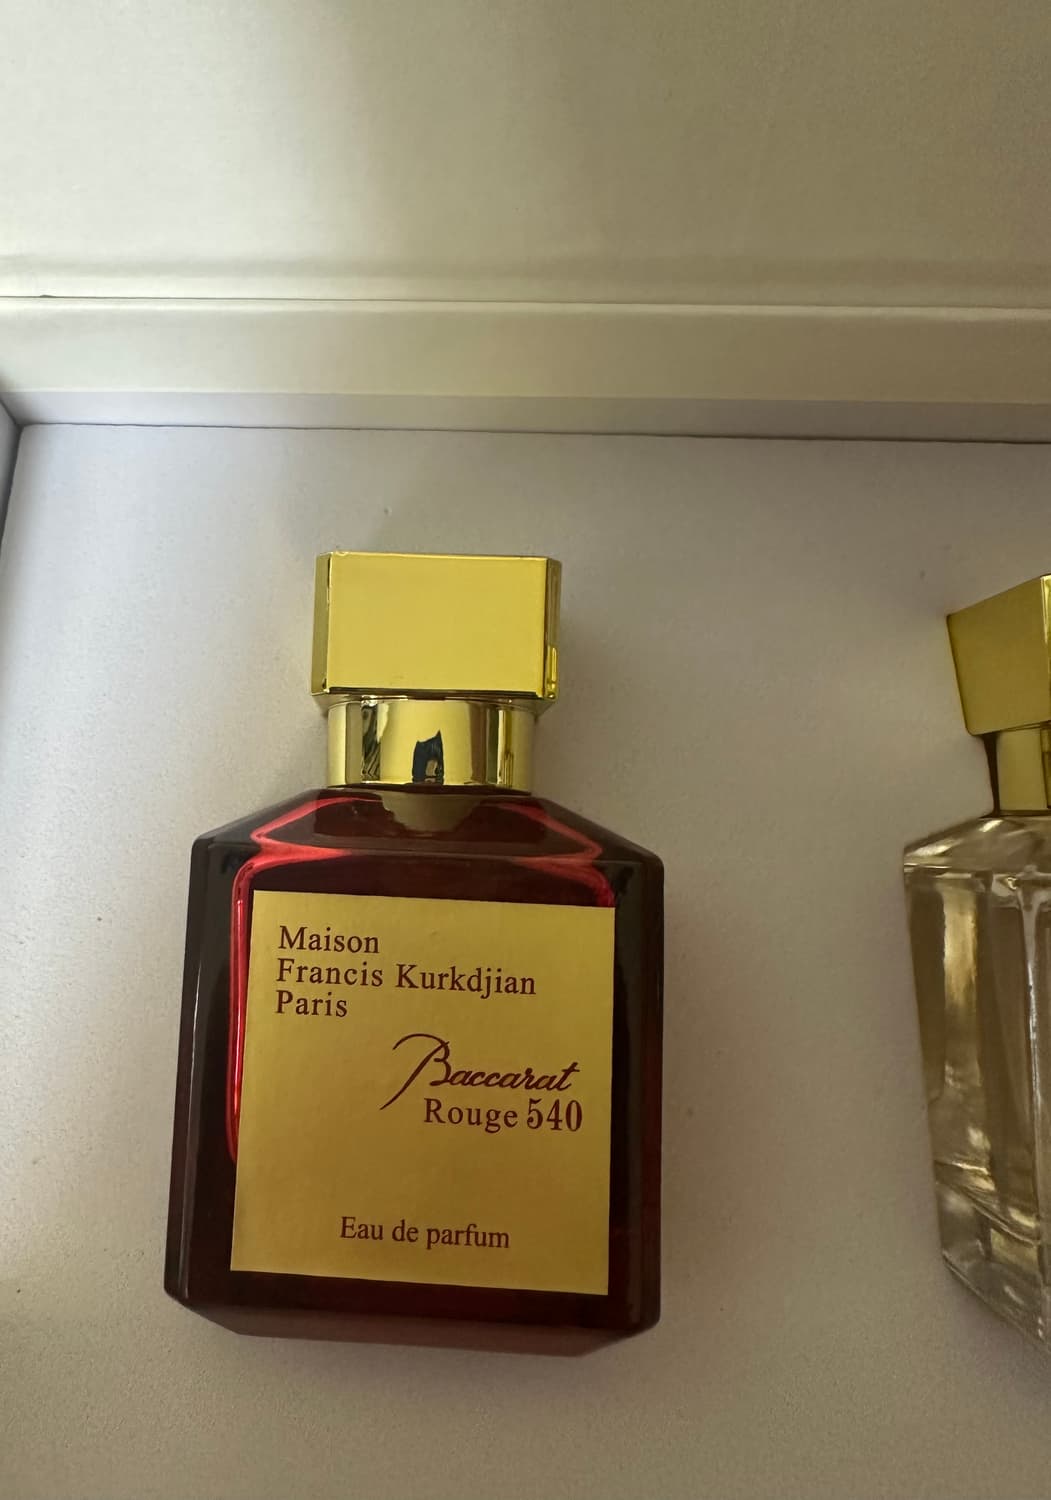 Maison
Francis Kurkdjian
Paris
Baccarat
Rouge 540
Eau de parfum